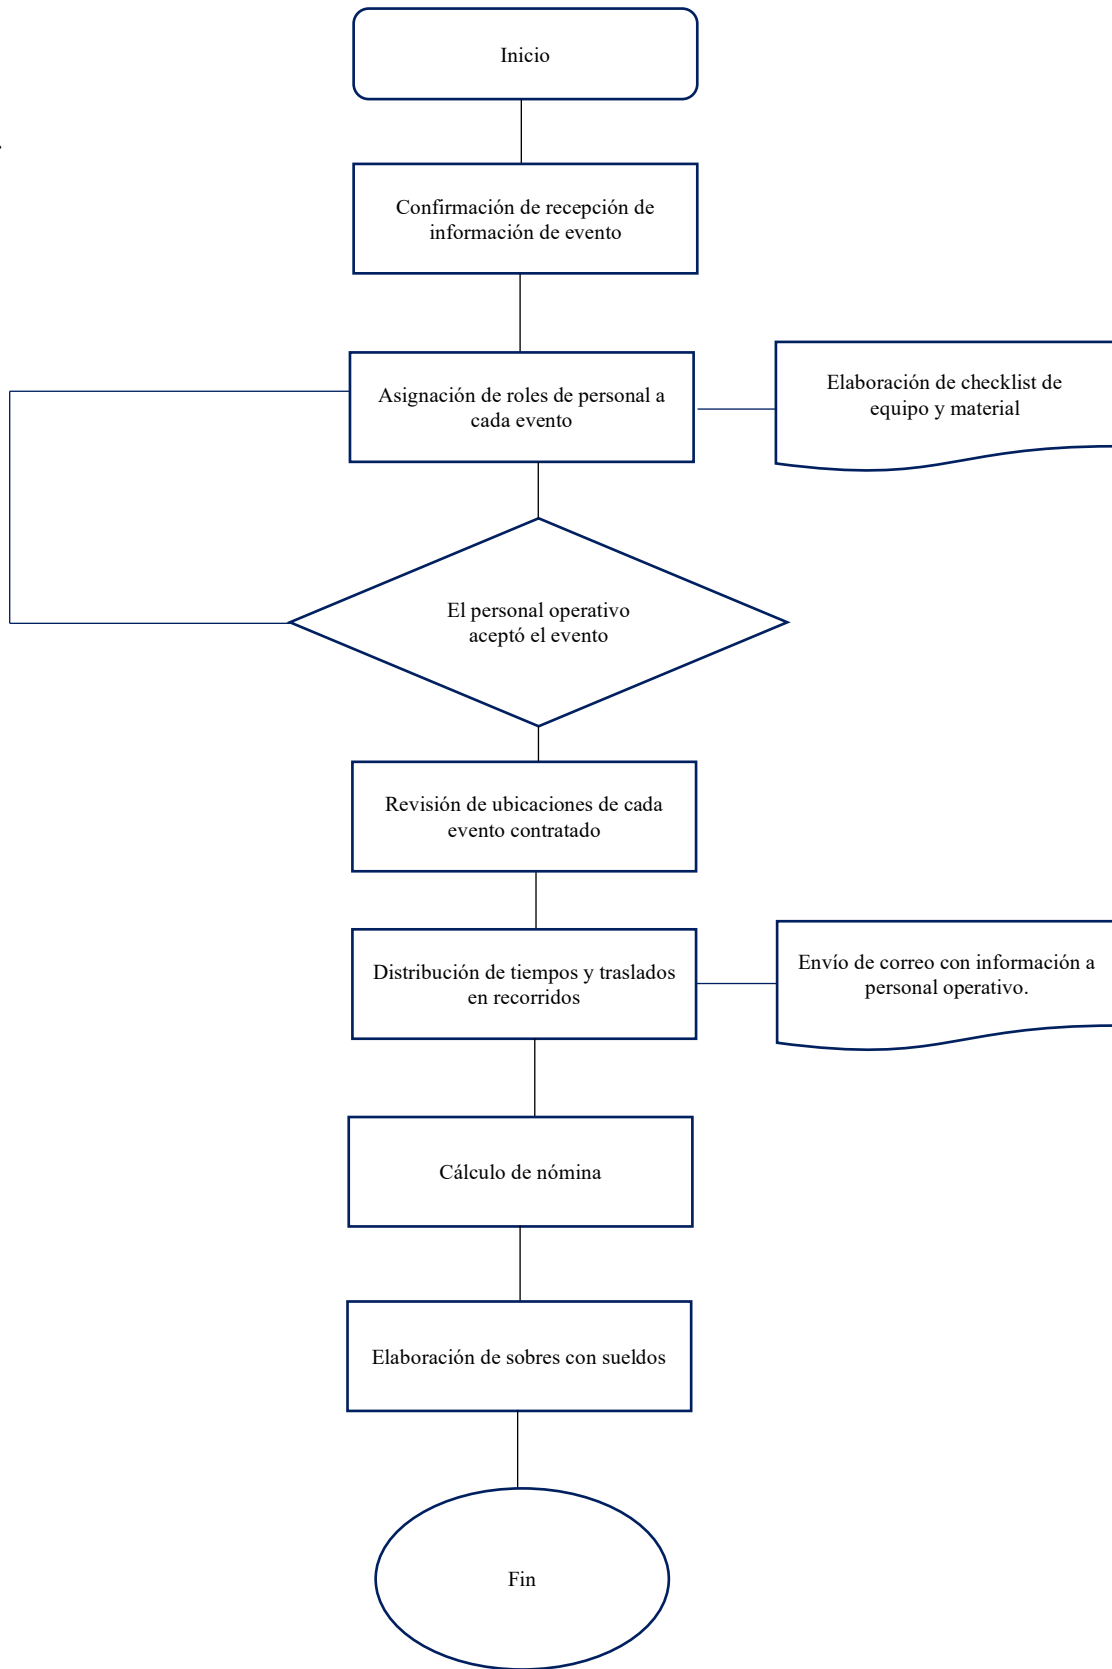 Inicio
Confirmación de recepción de
información de evento
Asignación de roles de personal a
cada evento
Elaboración de checklist de
equipo y material
El personal operativo
aceptó el evento
Revisión de ubicaciones de cada
evento contratado
Distribución de tiempos y traslados
en recorridos
Envío de correo con información a
personal operativo.
Cálculo de nómina
Elaboración de sobres con sueldos
Fin